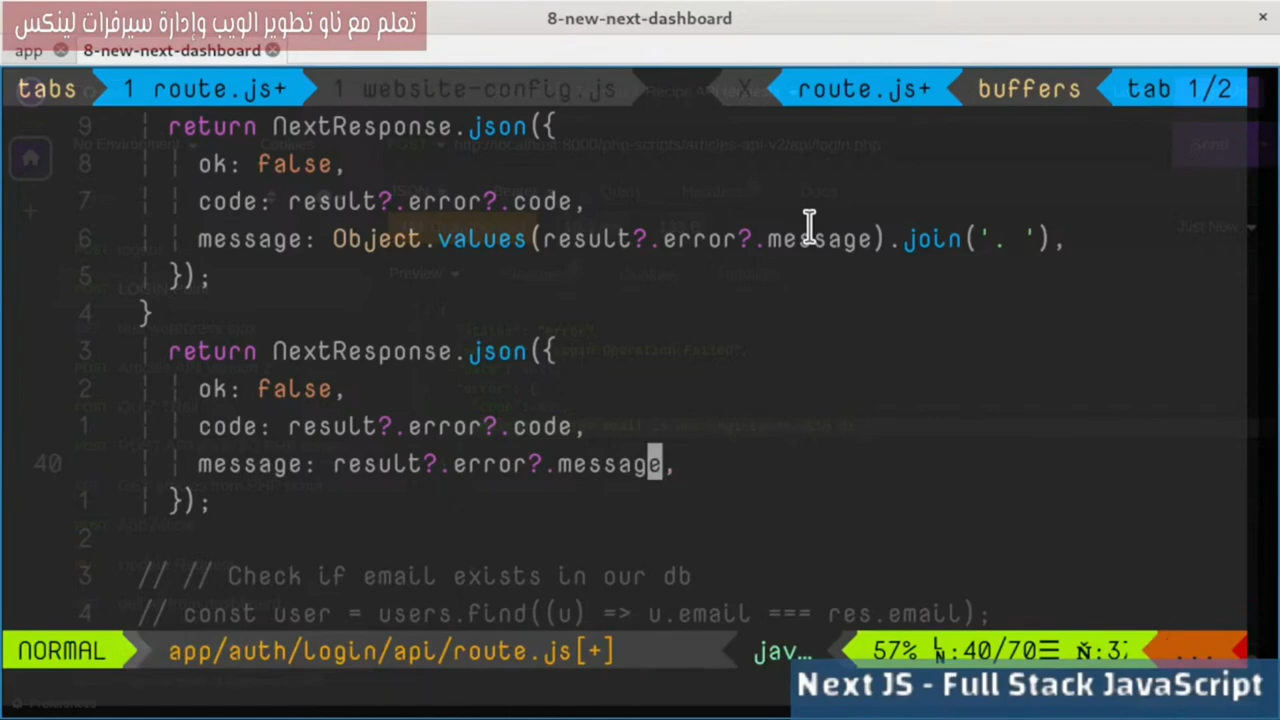 تعلم مع ناو تطوير الويب وإدارة سيرفرات لينكس
8-new-next-dashboard
app 8-new-next-dashboard
tabs 1 route.js+ 1 website-config.js X route.js+ buffers tab 1/2
9 return NextResponse.json({
8 ok: false,
7 code: result?.error?.code,
6 message: Object.values(result?.error?.message).join('. '),
5 });
4 }
3 return NextResponse.json({
2 ok: false,
1 code: result?.error?.code,
40 message: result?.error?.message,
1 });
2
3 // // Check if email exists in our db
4 // const user = users.find((u) => u.email === res.email);
NORMAL app/auth/login/api/route.js[+] jav… 57% L:40/70☰ N:37
Next JS - Full Stack JavaScript